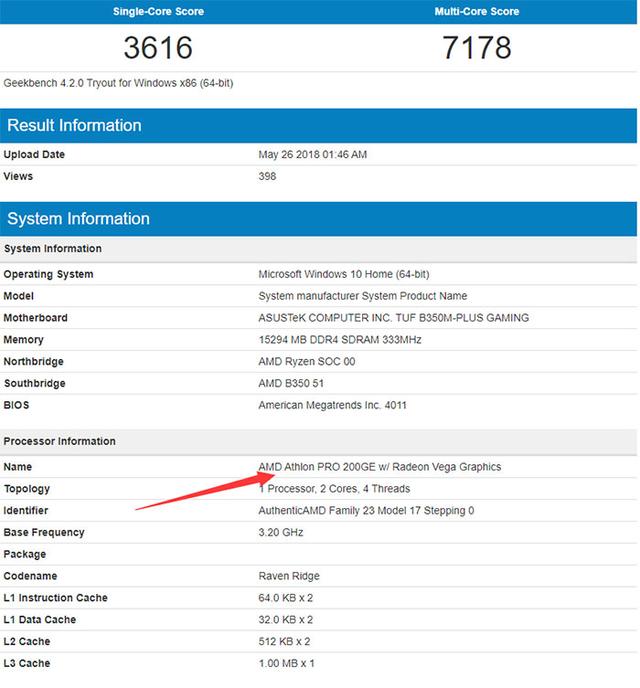 Single-Core Score Multi-Core Score
3616 7178
Geekbench 4.2.0 Tryout for Windows x86 (64-bit)
Result Information
Upload Date May 26 2018 01:46 AM
Views 398
System Information
System Information
Operating System Microsoft Windows 10 Home (64-bit)
Model System manufacturer System Product Name
Motherboard ASUSTeK COMPUTER INC. TUF B350M-PLUS GAMING
Memory 15294 MB DDR4 SDRAM 333MHz
Northbridge AMD Ryzen SOC 00
Southbridge AMD B350 51
BIOS American Megatrends Inc. 4011
Processor Information
Name AMD Athlon PRO 200GE w/ Radeon Vega Graphics
Topology 1 Processor, 2 Cores, 4 Threads
Identifier AuthenticAMD Family 23 Model 17 Stepping 0
Base Frequency 3.20 GHz
Package
Codename Raven Ridge
L1 Instruction Cache 64.0 KB x 2
L1 Data Cache 32.0 KB x 2
L2 Cache 512 KB x 2
L3 Cache 1.00 MB x 1